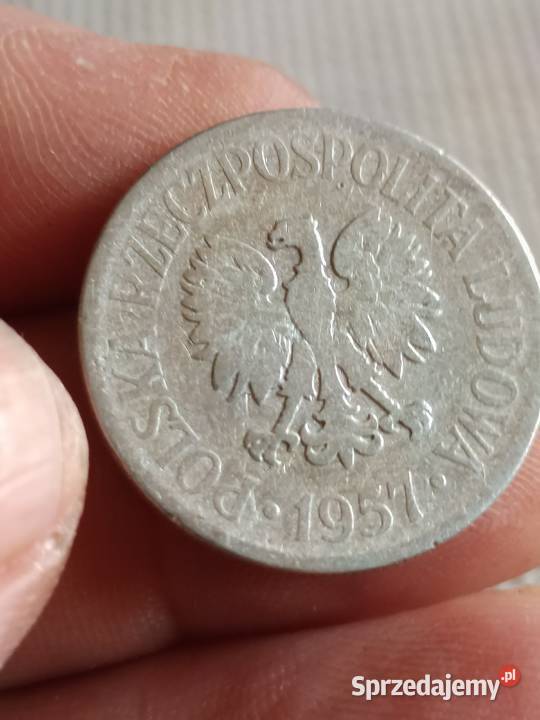 POLSKA RZECZPOSPOLITA LUDOWA
·1957·
Sprzedajemy.pl